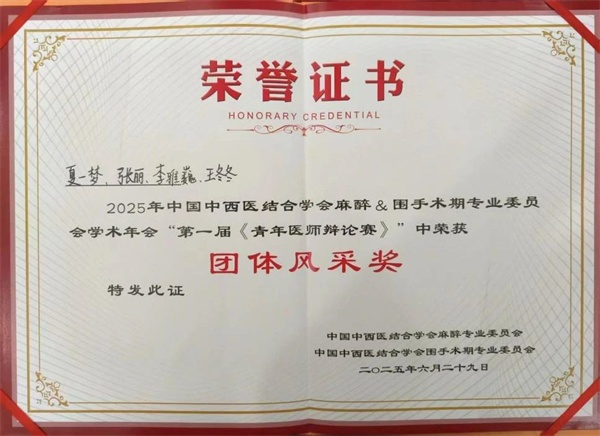 荣誉证书
HONORARY CREDENTIAL
夏一梦、张丽、李雅巍、王冬冬
2025年中国中西医结合学会麻醉&围手术期专业委员
会学术年会“第一届《青年医师辩论赛》”中荣获
团体风采奖
特发此证
中国中西医结合学会麻醉专业委员会
中国中西医结合学会围手术期专业委员会
二〇二五年六月二十九日